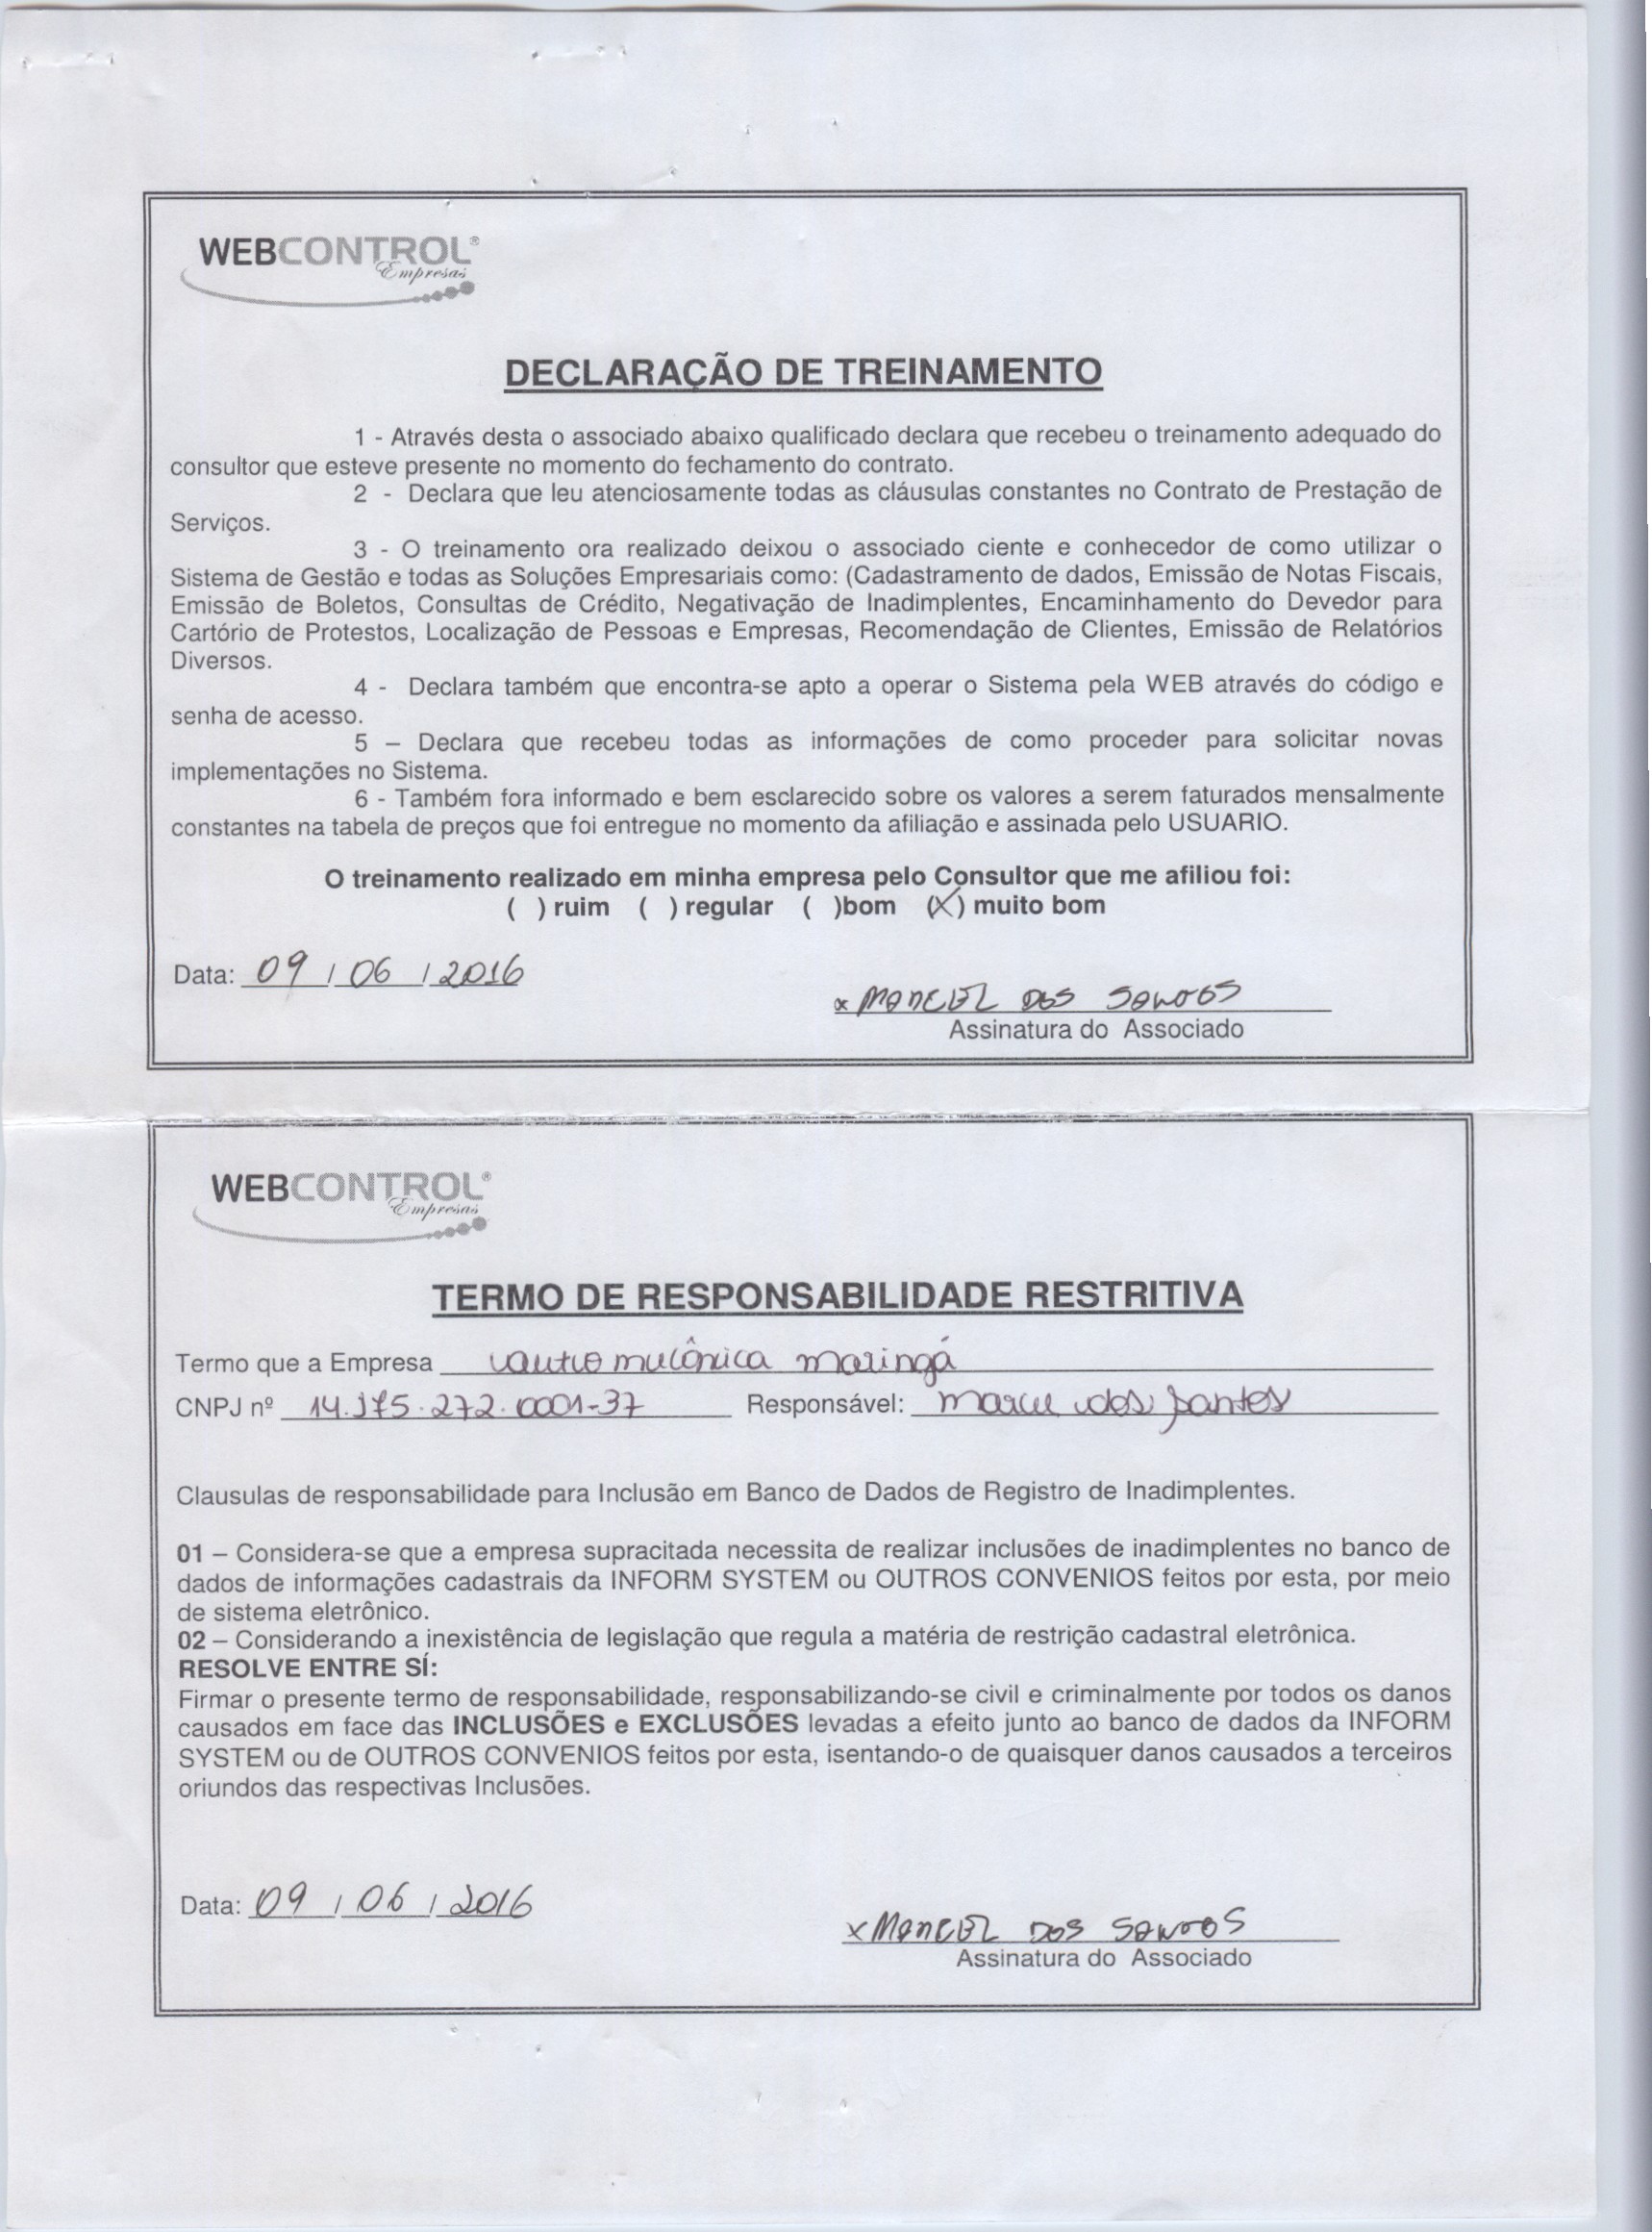 WEBCONTROL®
Empresas
DECLARAÇÃO DE TREINAMENTO
1 - Através desta o associado abaixo qualificado declara que recebeu o treinamento adequado do
consultor que esteve presente no momento do fechamento do contrato.
2 - Declara que leu atenciosamente todas as cláusulas constantes no Contrato de Prestação de
Serviços.
3 - O treinamento ora realizado deixou o associado ciente e conhecedor de como utilizar o
Sistema de Gestão e todas as Soluções Empresariais como: (Cadastramento de dados, Emissão de Notas Fiscais,
Emissão de Boletos, Consultas de Crédito, Negativação de Inadimplentes, Encaminhamento do Devedor para
Cartório de Protestos, Localização de Pessoas e Empresas, Recomendação de Clientes, Emissão de Relatórios
Diversos.
4 - Declara também que encontra-se apto a operar o Sistema pela WEB através do código e
senha de acesso.
5 – Declara que recebeu todas as informações de como proceder para solicitar novas
implementações no Sistema.
6 - Também fora informado e bem esclarecido sobre os valores a serem faturados mensalmente
constantes na tabela de preços que foi entregue no momento da afiliação e assinada pelo USUARIO.
O treinamento realizado em minha empresa pelo Consultor que me afiliou foi:
( ) ruim ( ) regular ( )bom (X) muito bom
Data: 09 / 06 / 2016
x MANOEL DOS SANTOS
Assinatura do Associado
WEBCONTROL®
Empresas
TERMO DE RESPONSABILIDADE RESTRITIVA
Termo que a Empresa automecânica maringá
CNPJ nº 14.175.272.0001-37 Responsável: dos santos
Clausulas de responsabilidade para Inclusão em Banco de Dados de Registro de Inadimplentes.
01 – Considera-se que a empresa supracitada necessita de realizar inclusões de inadimplentes no banco de
dados de informações cadastrais da INFORM SYSTEM ou OUTROS CONVENIOS feitos por esta, por meio
de sistema eletrônico.
02 – Considerando a inexistência de legislação que regula a matéria de restrição cadastral eletrônica.
RESOLVE ENTRE SÍ:
Firmar o presente termo de responsabilidade, responsabilizando-se civil e criminalmente por todos os danos
causados em face das INCLUSÕES e EXCLUSÕES levadas a efeito junto ao banco de dados da INFORM
SYSTEM ou de OUTROS CONVENIOS feitos por esta, isentando-o de quaisquer danos causados a terceiros
oriundos das respectivas Inclusões.
Data: 09 / 06 / 2016
x MANOEL DOS SANTOS
Assinatura do Associado